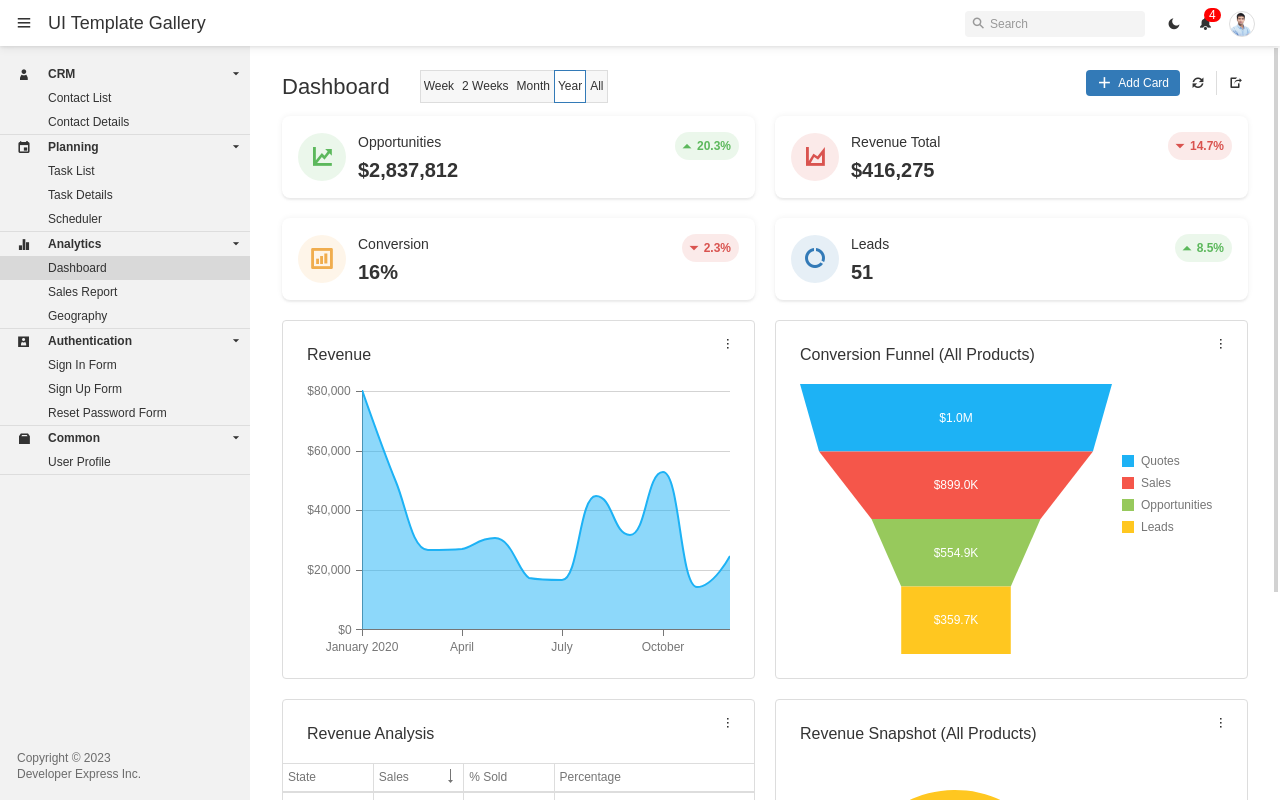 UI Template Gallery
Search
4
CRM
Contact List
Contact Details
Planning
Task List
Task Details
Scheduler
Analytics
Dashboard
Sales Report
Geography
Authentication
Sign In Form
Sign Up Form
Reset Password Form
Common
User Profile
Copyright © 2023
Developer Express Inc.
Dashboard
Week 2 Weeks Month Year All
Add Card
Opportunities
$2,837,812
20.3%
Revenue Total
$416,275
14.7%
Conversion
16%
2.3%
Leads
51
8.5%
Revenue
$80,000
$60,000
$40,000
$20,000
$0
January 2020 April July October
Conversion Funnel (All Products)
$1.0M
$899.0K
$554.9K
$359.7K
Quotes
Sales
Opportunities
Leads
Revenue Analysis
State Sales % Sold Percentage
Revenue Snapshot (All Products)